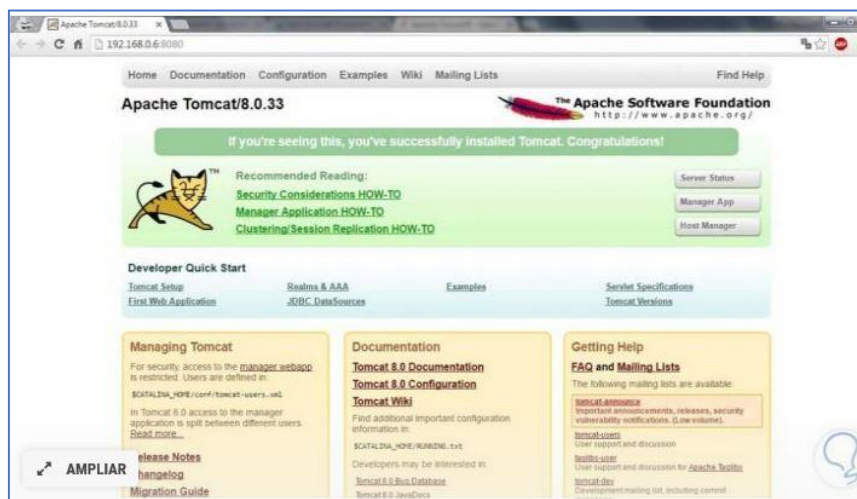 Apache Tomcat/8.0.33
192.168.0.6:8080
Home Documentation Configuration Examples Wiki Mailing Lists Find Help
Apache Tomcat/8.0.33
The Apache Software Foundation
http://www.apache.org/
If you're seeing this, you've successfully installed Tomcat. Congratulations!
TM
Recommended Reading:
Security Considerations HOW-TO
Manager Application HOW-TO
Clustering/Session Replication HOW-TO
Server Status
Manager App
Host Manager
Developer Quick Start
Tomcat Setup
First Web Application
Realms & AAA
JDBC DataSources
Examples
Servlet Specifications
Tomcat Versions
Managing Tomcat
For security, access to the manager webapp
is restricted. Users are defined in:
$CATALINA_HOME/conf/tomcat-users.xml
In Tomcat 8.0 access to the manager
application is split between different users.
Read more...
Release Notes
Changelog
Migration Guide
Documentation
Tomcat 8.0 Documentation
Tomcat 8.0 Configuration
Tomcat Wiki
Find additional important configuration
information in:
$CATALINA_HOME/RUNNING.txt
Developers may be interested in:
Tomcat 8.0 Bug Database
Tomcat 8.0 JavaDocs
Getting Help
FAQ and Mailing Lists
The following mailing lists are available:
tomcat-announce
Important announcements, releases, security
vulnerability notifications. (Low volume).
tomcat-users
User support and discussion
taglibs-user
User support and discussion for Apache Taglibs
tomcat-dev
Development mailing list, including commit
AMPLIAR